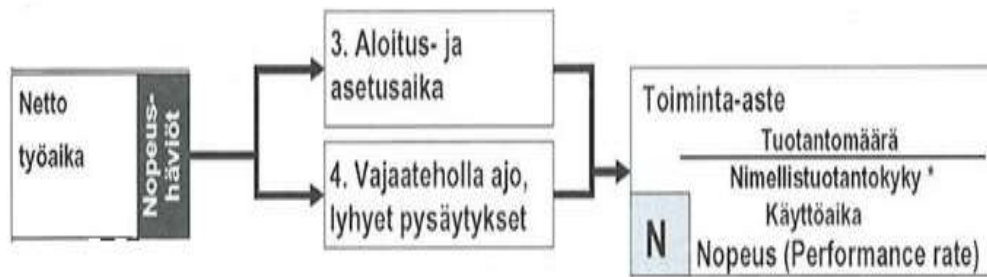 Netto
työaika
Nopeus-
häviöt
3. Aloitus- ja
asetusaika
4. Vajaateholla ajo,
lyhyet pysäytykset
Toiminta-aste
Tuotantomäärä
Nimellistuotantokyky *
Käyttöaika
N
Nopeus (Performance rate)